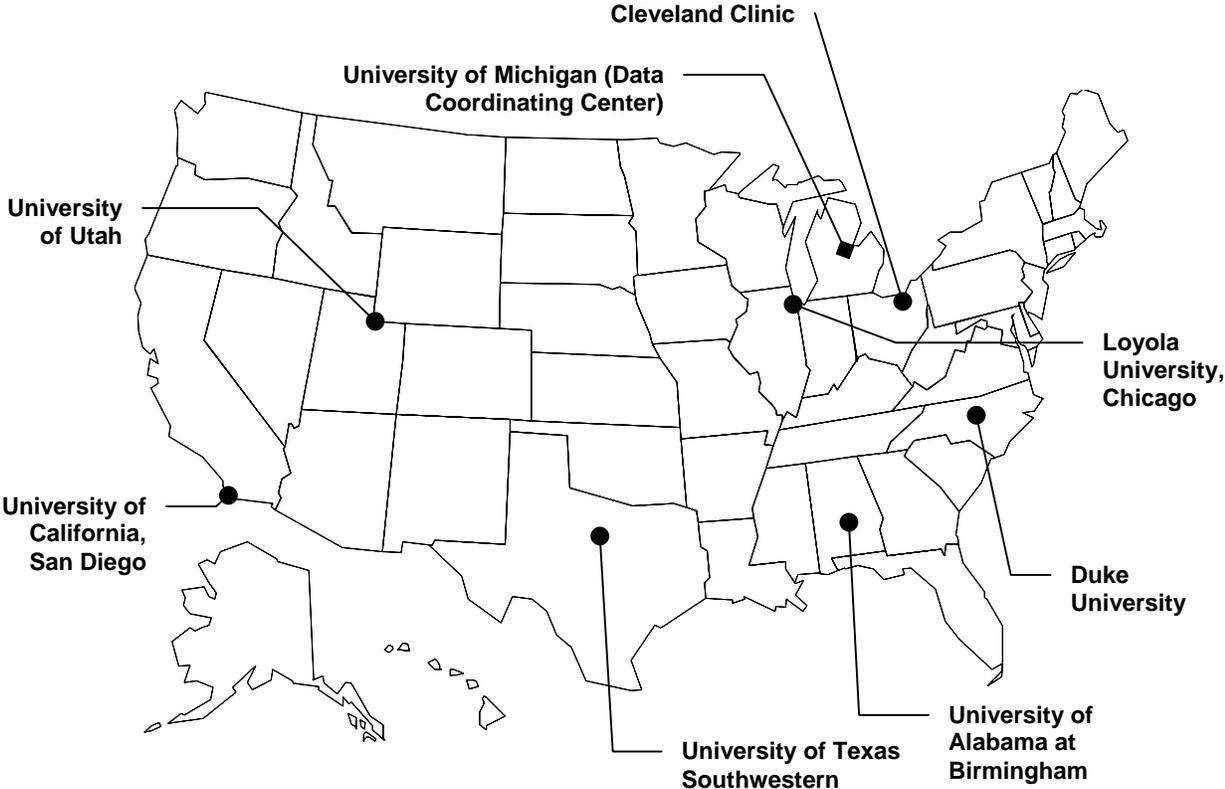 Cleveland Clinic
University of Michigan (Data
Coordinating Center)
University
of Utah
Loyola
University,
Chicago
University of
California,
San Diego
Duke
University
University of
Alabama at
Birmingham
University of Texas
Southwestern